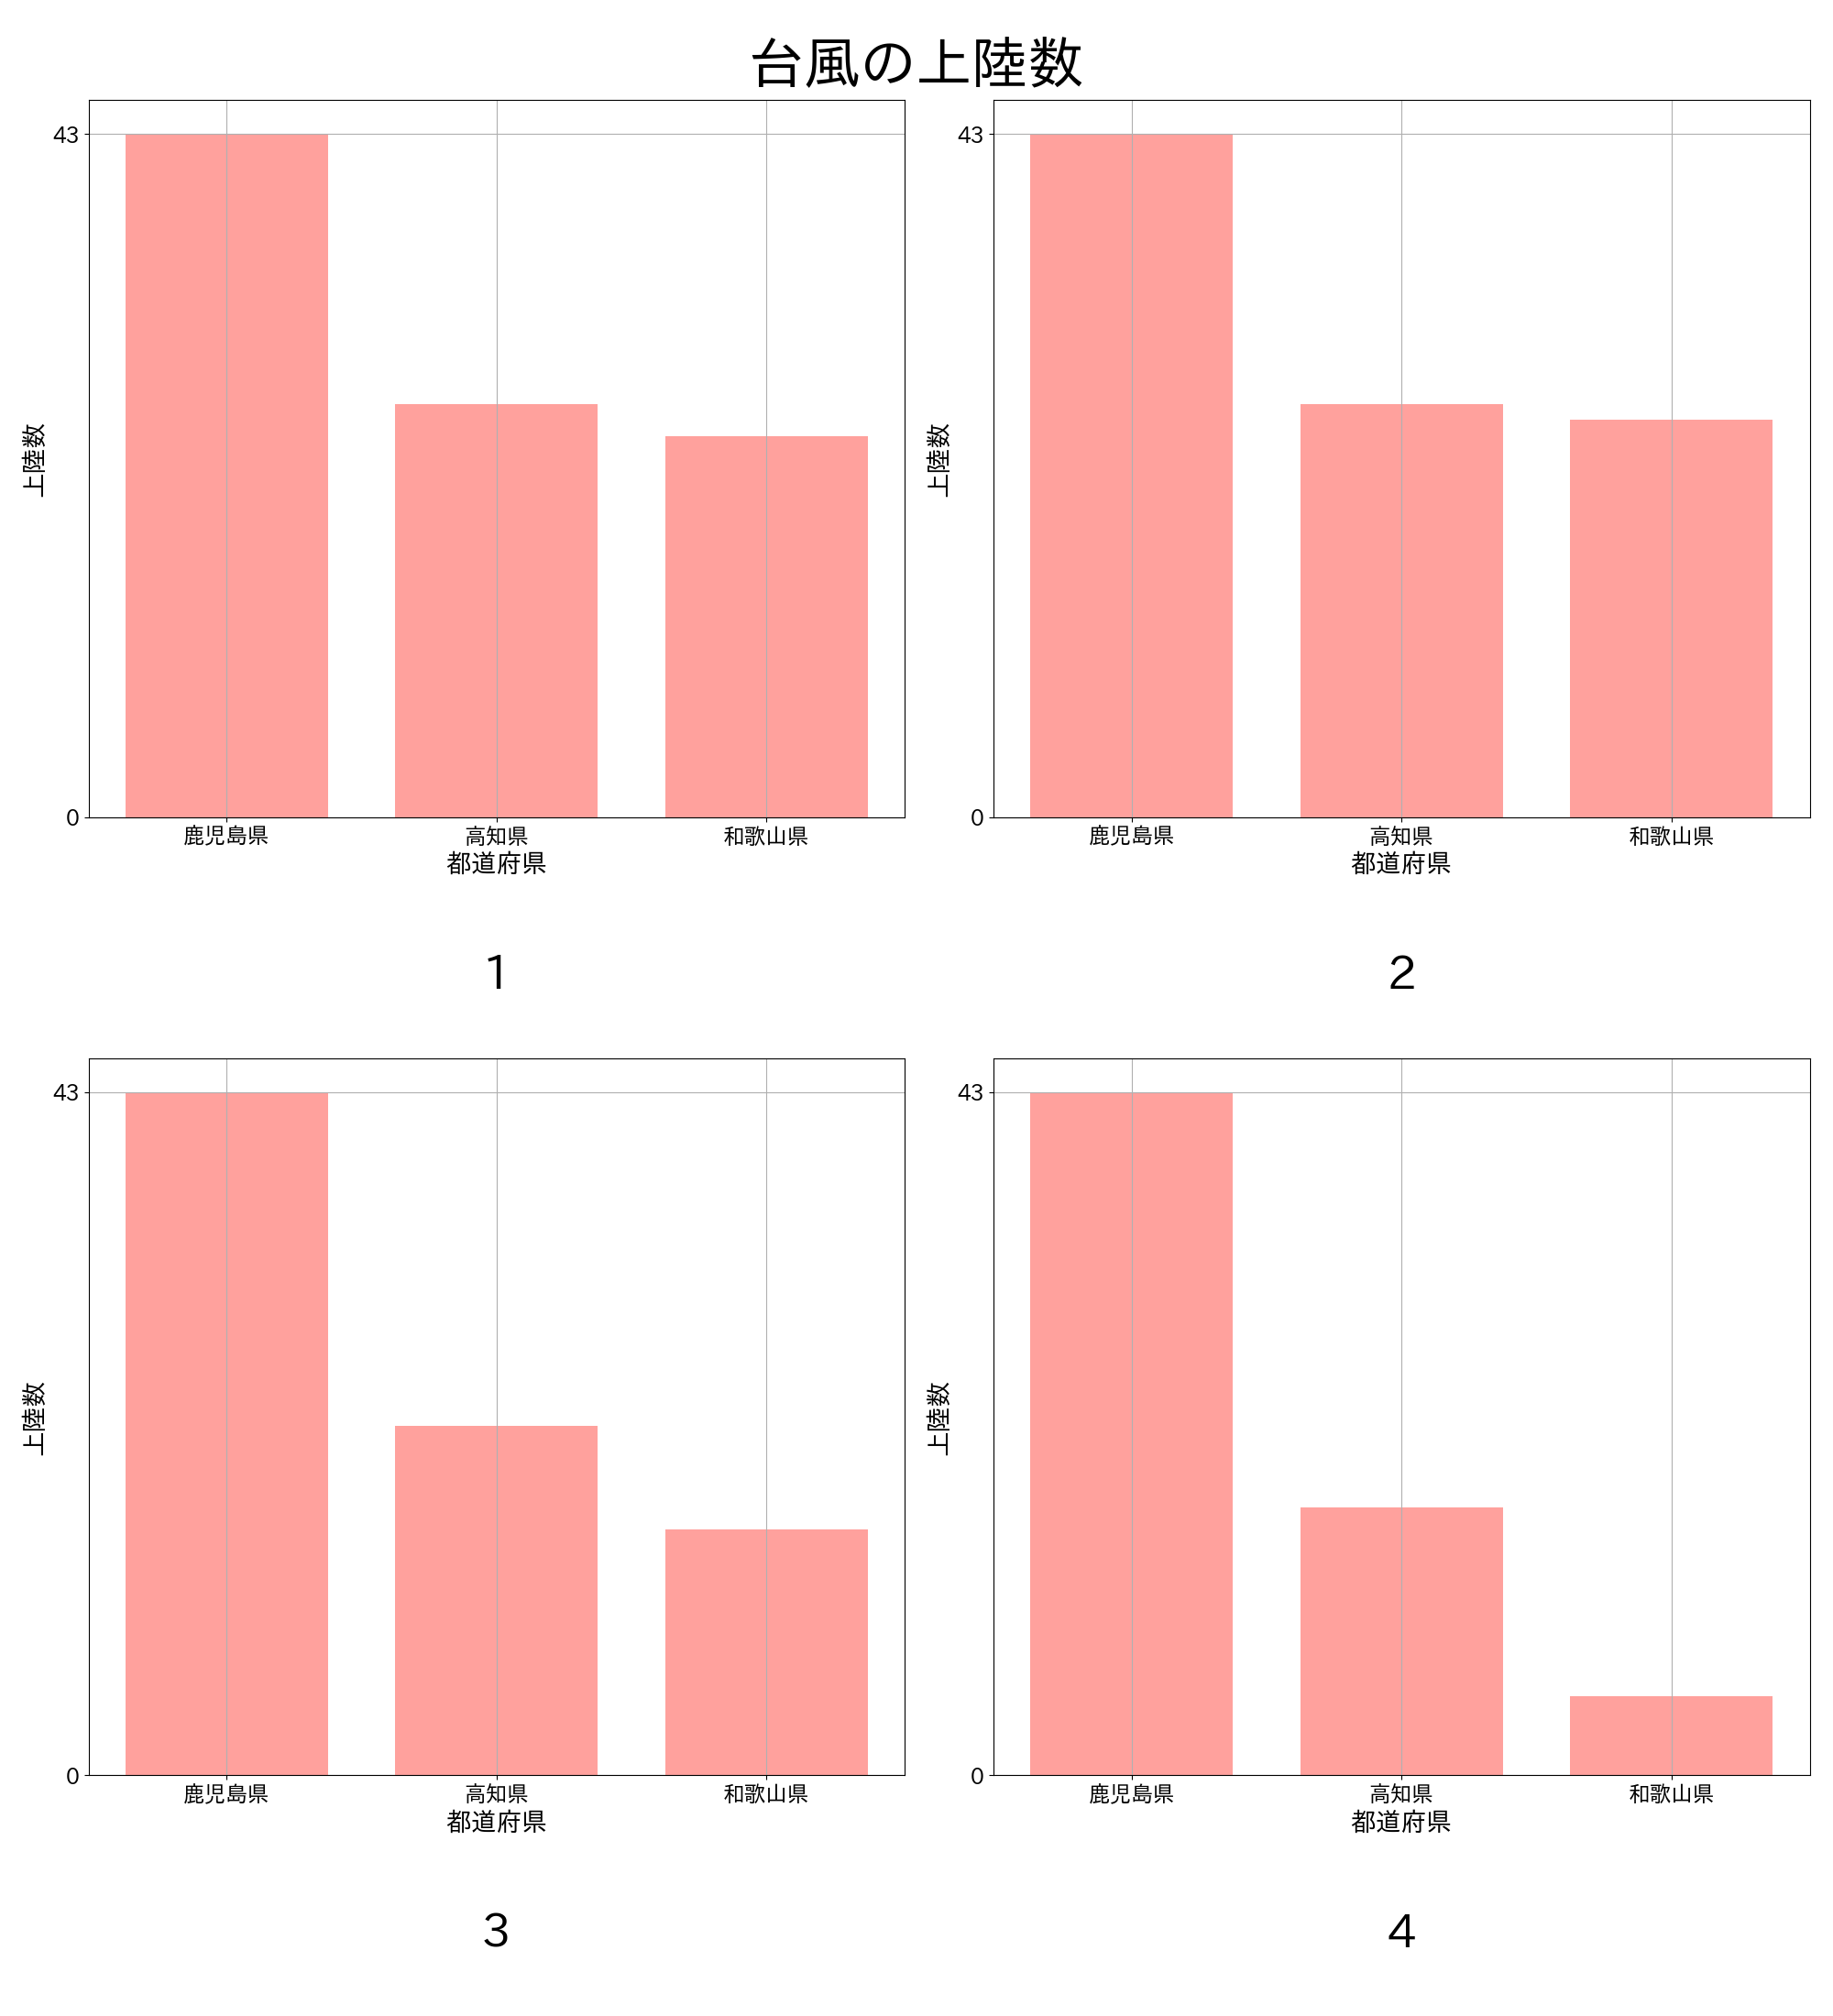 台風の上陸数
43
0
上陸数
鹿児島県 高知県 和歌山県
都道府県
1
43
0
上陸数
鹿児島県 高知県 和歌山県
都道府県
2
43
0
上陸数
鹿児島県 高知県 和歌山県
都道府県
3
43
0
上陸数
鹿児島県 高知県 和歌山県
都道府県
4